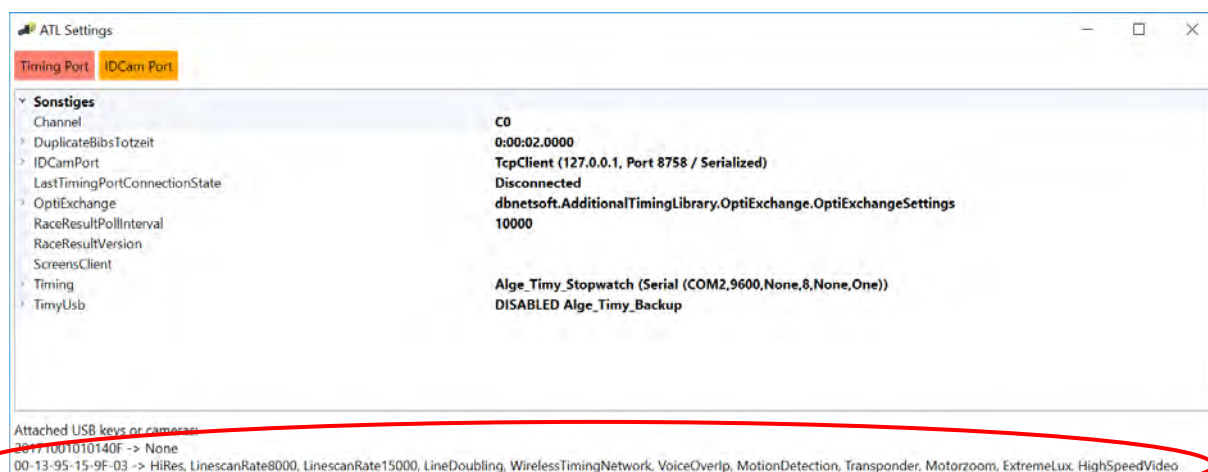 ATL Settings
Timing Port IDCam Port
Sonstiges
Channel C0
DuplicateBibsTotzeit 0:00:02.0000
IDCamPort TcpClient (127.0.0.1, Port 8758 / Serialized)
LastTimingPortConnectionState Disconnected
OptiExchange dbnetsoft.AdditionalTimingLibrary.OptiExchange.OptiExchangeSettings
RaceResultPollInterval 10000
RaceResultVersion
ScreensClient
Timing Alge_Timy_Stopwatch (Serial (COM2,9600,None,8,None,One))
TimyUsb DISABLED Alge_Timy_Backup
Attached USB keys or cameras:
20171001010140F -> None
00-13-95-15-9F-03 -> HiRes, LinescanRate8000, LinescanRate15000, LineDoubling, WirelessTimingNetwork, VoiceOverIp, MotionDetection, Transponder, Motorzoom, ExtremeLux, HighSpeedVideo